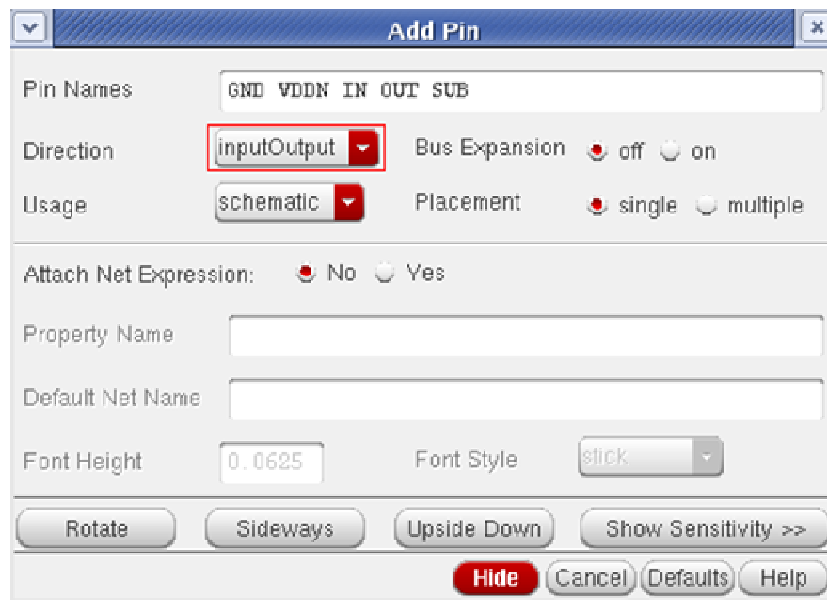 Add Pin
Pin Names GND VDDN IN OUT SUB
Direction inputOutput Bus Expansion off on
Usage schematic Placement single multiple
Attach Net Expression: No Yes
Property Name
Default Net Name
Font Height 0.0625 Font Style stick
Rotate Sideways Upside Down Show Sensitivity >>
Hide Cancel Defaults Help